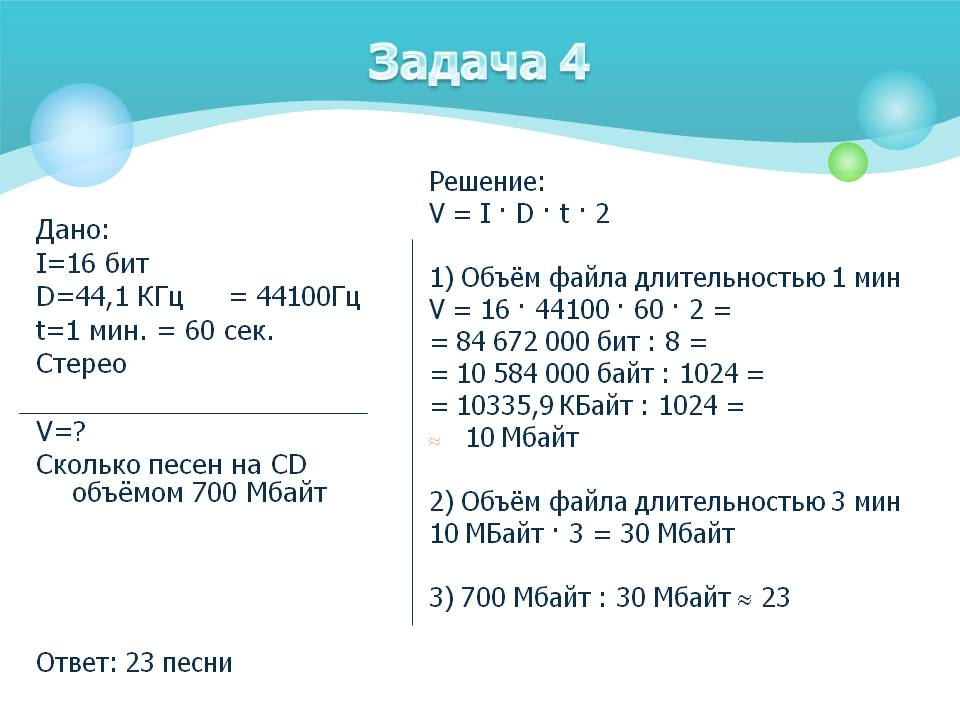 Задача 4
Дано:
I=16 бит
D=44,1 КГц = 44100Гц
t=1 мин. = 60 сек.
Стерео
V=?
Сколько песен на CD
объёмом 700 Мбайт
Ответ: 23 песни
Решение:
V = I · D · t · 2
1) Объём файла длительностью 1 мин
V = 16 · 44100 · 60 · 2 =
= 84 672 000 бит : 8 =
= 10 584 000 байт : 1024 =
= 10335,9 КБайт : 1024 =
≈ 10 Мбайт
2) Объём файла длительностью 3 мин
10 МБайт · 3 = 30 Мбайт
3) 700 Мбайт : 30 Мбайт ≈ 23